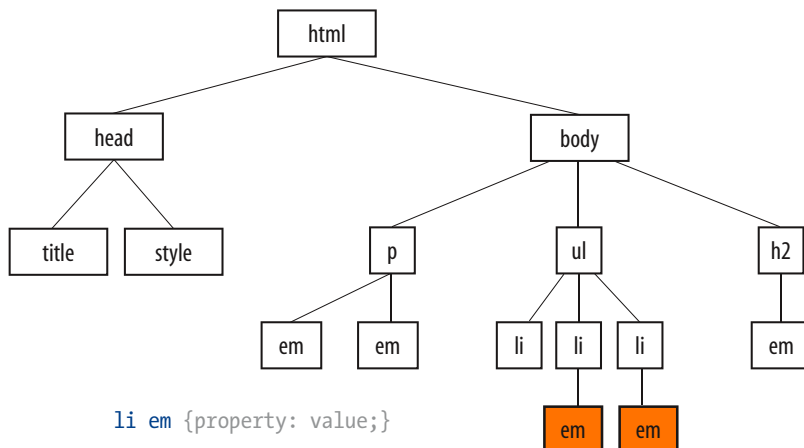 html
head
body
title
style
p
ul
h2
em
em
li
li
li
em
li em {property: value;}
em
em